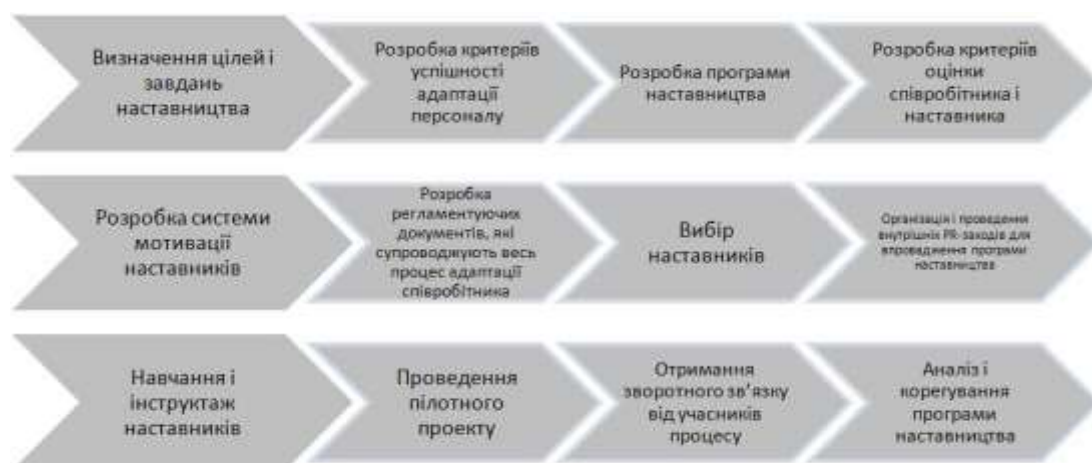 Визначення цілей і
завдань
наставництва
Розробка критеріїв
успішності
адаптації
персоналу
Розробка програми
наставництва
Розробка критеріїв
оцінки
співробітника і
наставника
Розробка системи
мотивації
наставників
Розробка
регламентуючих
документів, які
супроводжують весь
процес адаптації
співробітника
Вибір
наставників
Організація і проведення
внутрішніх PR-заходів для
впровадження програми
наставництва
Навчання і
інструктаж
наставників
Проведення
пілотного
проекту
Отримання
зворотного зв’язку
від учасників
процесу
Аналіз і
корегування
програми
наставництва